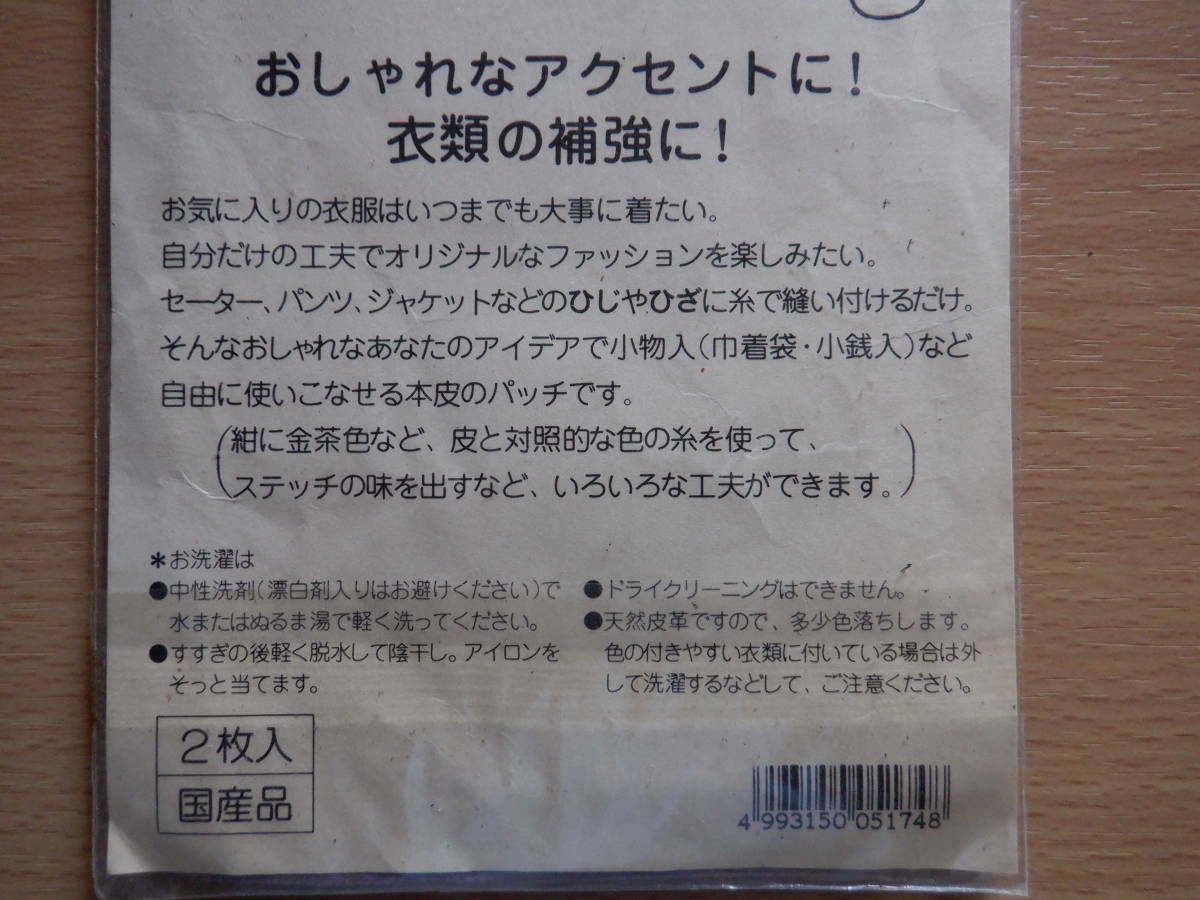 おしゃれなアクセントに!
衣類の補強に!
お気に入りの衣服はいつまでも大事に着たい。
自分だけの工夫でオリジナルなファッションを楽しみたい。
セーター、パンツ、ジャケットなどのひじやひざに糸で縫い付けるだけ。
そんなおしゃれなあなたのアイデアで小物入(巾着袋・小銭入)など
自由に使いこなせる本皮のパッチです。
(紺に金茶色など、皮と対照的な色の糸を使って、
ステッチの味を出すなど、いろいろな工夫ができます。)
*お洗濯は
●中性洗剤(漂白剤入りはお避けください)で
水またはぬるま湯で軽く洗ってください。
●すすぎの後軽く脱水して陰干し。アイロンを
そっと当てます。
●ドライクリーニングはできません。
●天然皮革ですので、多少色落ちします。
色の付きやすい衣類に付いている場合は外
して洗濯するなどして、ご注意ください。
2枚入
国産品
4 993150 051748